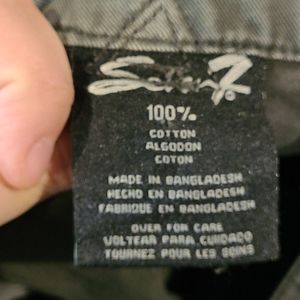 Seven7
100%
COTTON
ALGODON
COTON
MADE IN BANGLADESH
HECHO EN BANGLADESH
FABRIQUE EN BANGLADESH
OVER FOR CARE
VOLTEAR PARA CUIDADO
TOURNEZ POUR LES SOINS